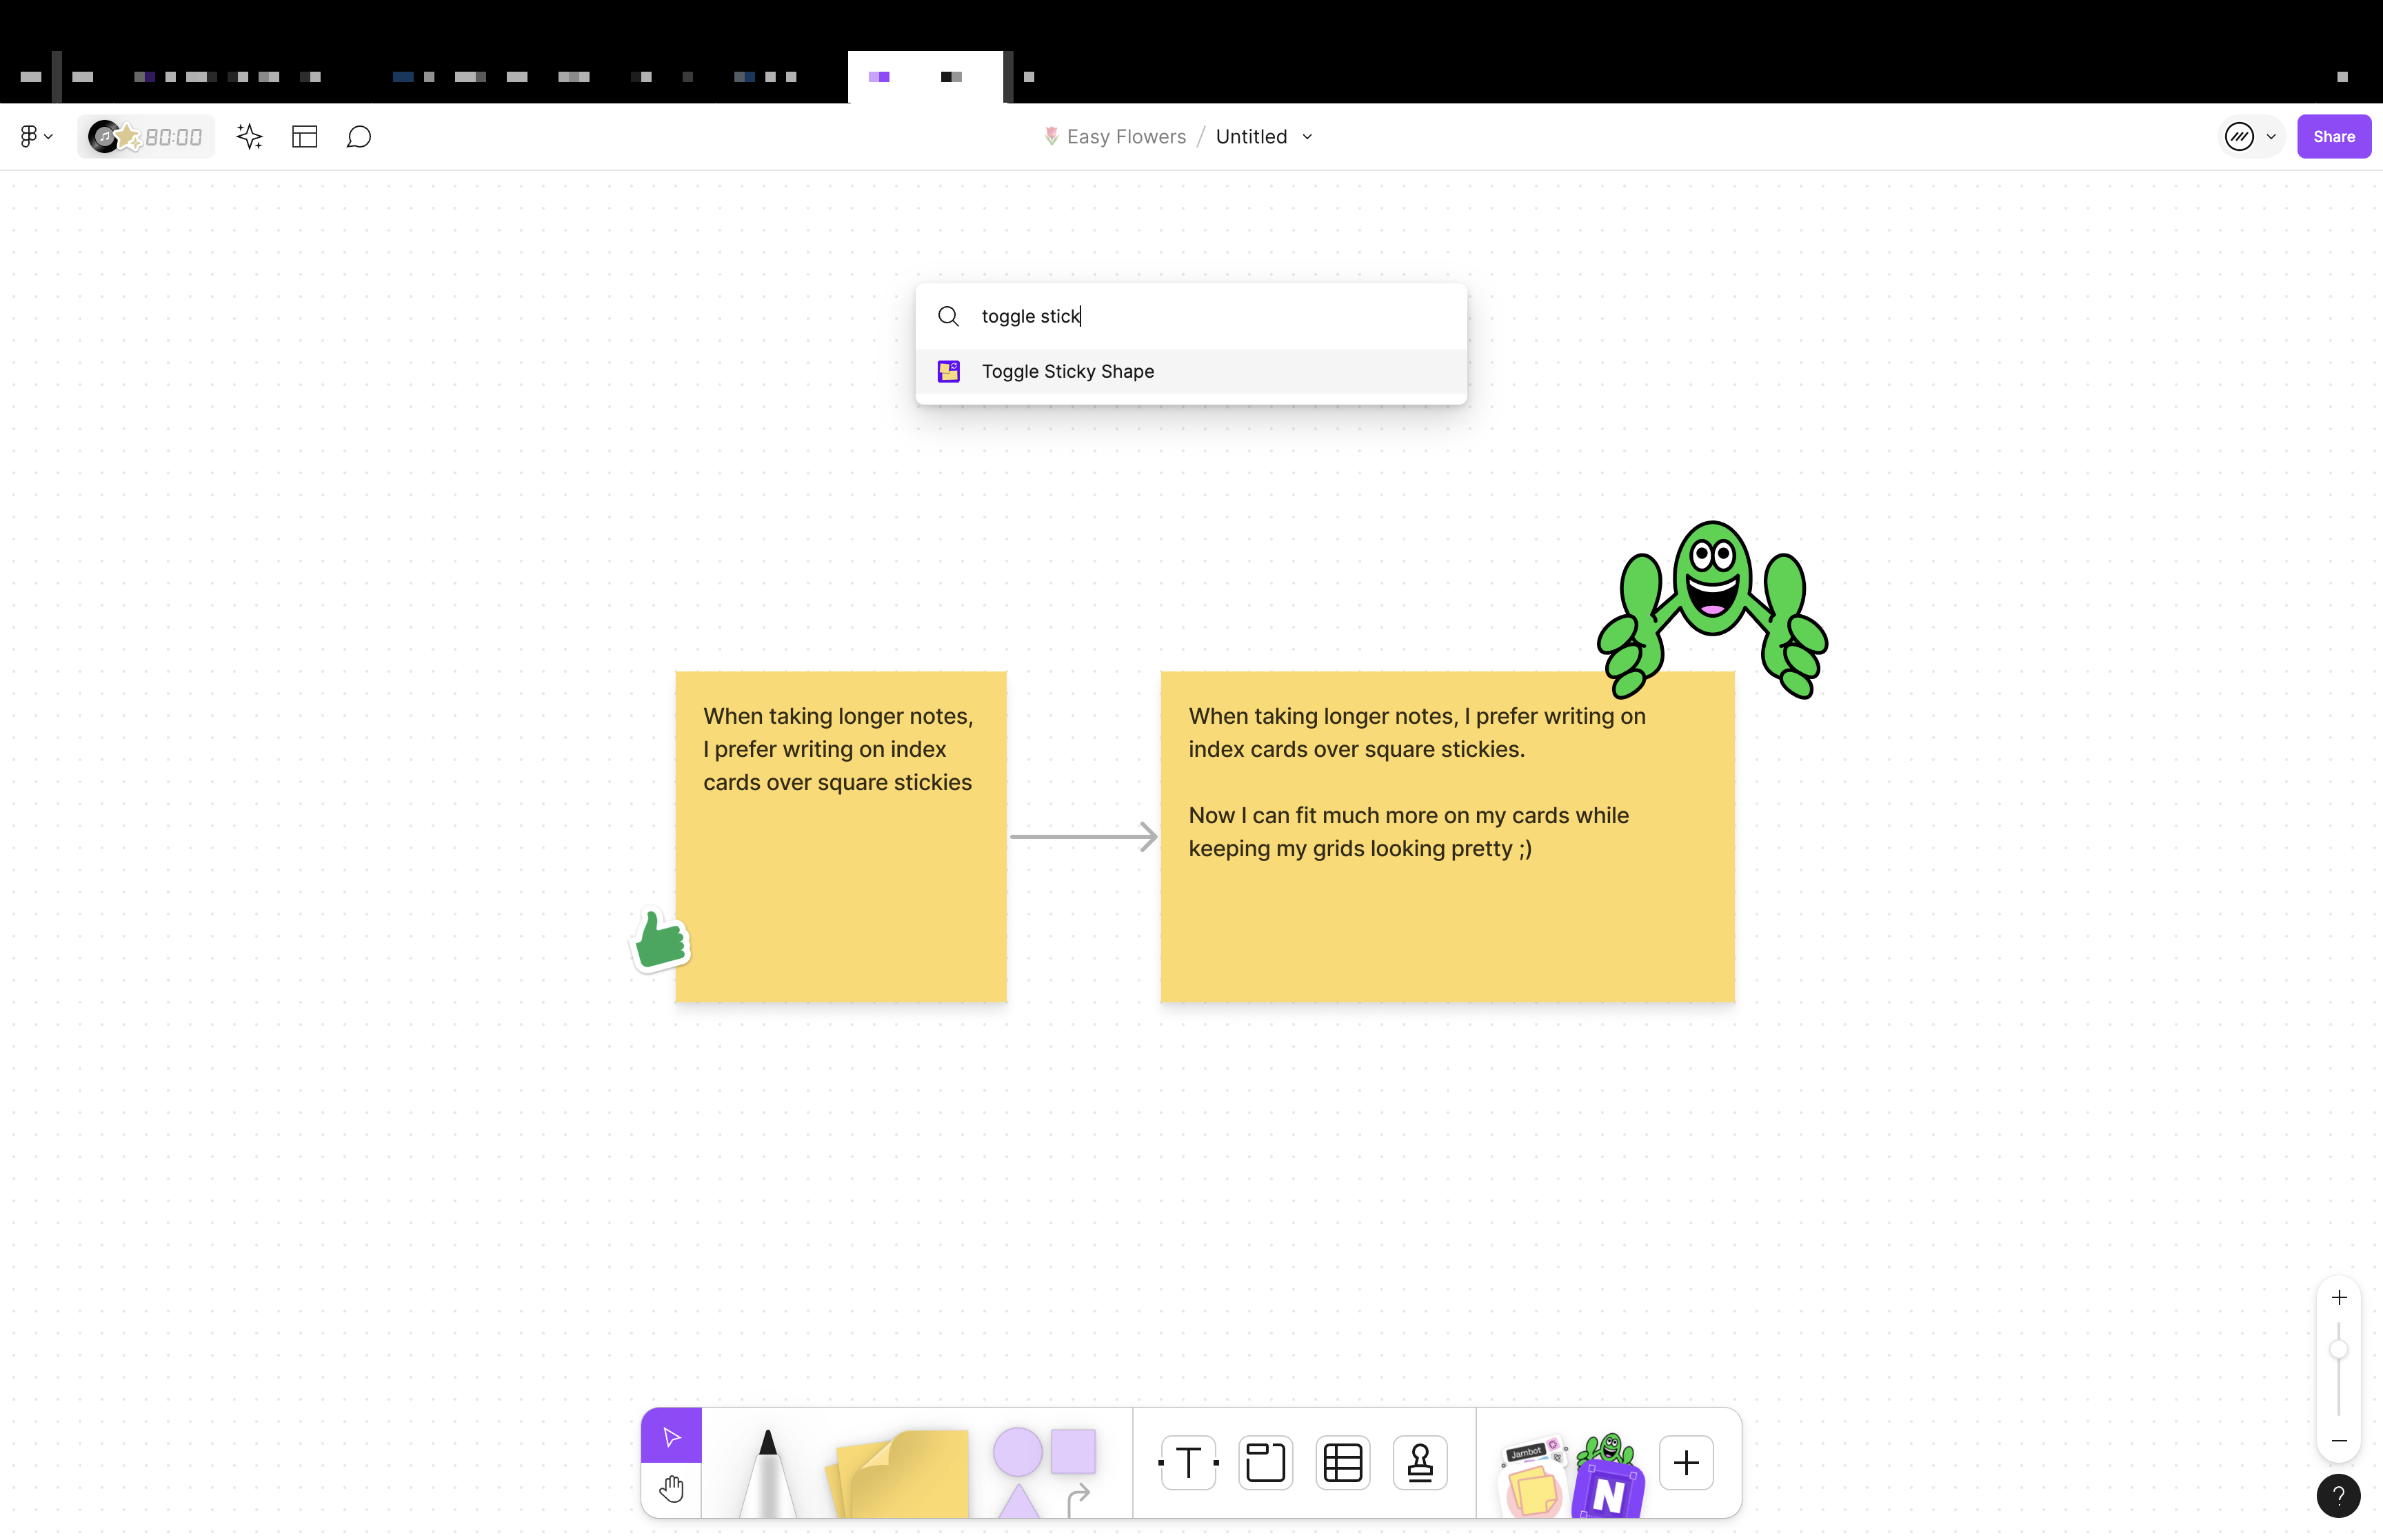 80:00
Easy Flowers / Untitled
Share
toggle stick
Toggle Sticky Shape
When taking longer notes,
I prefer writing on index
cards over square stickies
When taking longer notes, I prefer writing on
index cards over square stickies.
Now I can fit much more on my cards while
keeping my grids looking pretty ;)
T
Jambot
N
?